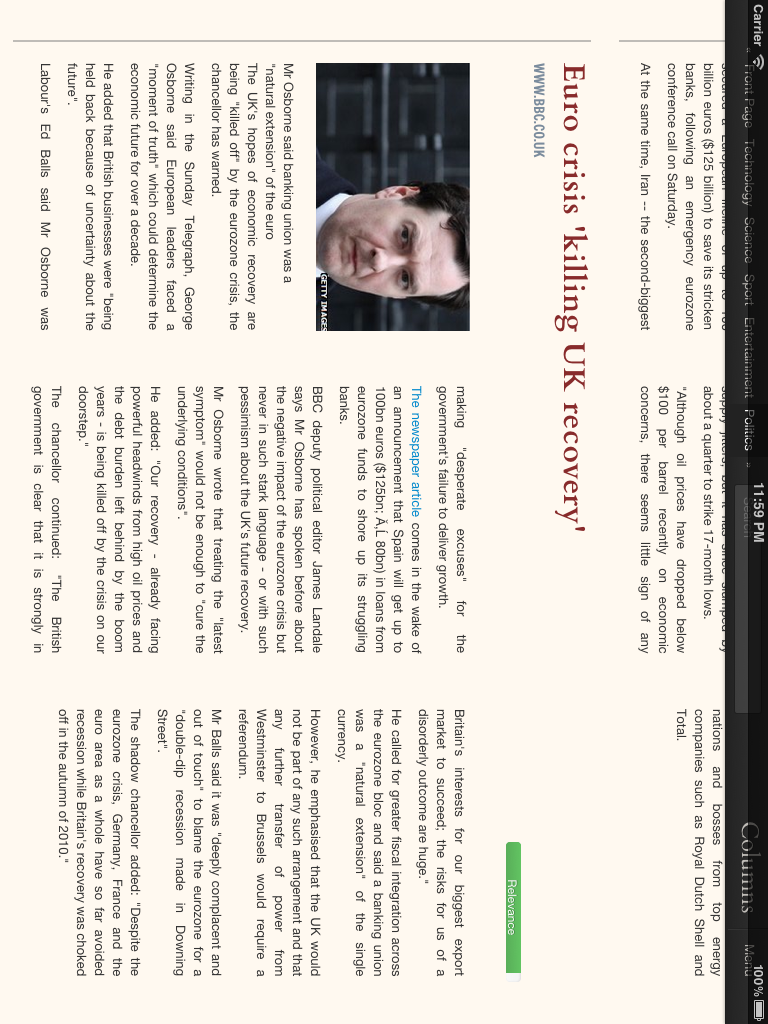 Carrier
11:59 PM
100%
Front Page Technology Science Sport Entertainment Politics
Search
Columns
Menu
billion euros ($125 billion) to save its stricken
banks, following an emergency eurozone
conference call on Saturday.
At the same time, Iran -- the second-biggest
about a quarter to strike 17-month lows.
"Although oil prices have dropped below
$100 per barrel recently on economic
concerns, there seems little sign of any
nations and bosses from top energy
companies such as Royal Dutch Shell and
Total.
Euro crisis 'killing UK recovery'
WWW.BBC.CO.UK
Relevance
GETTY IMAGES
Mr Osborne said banking union was a
"natural extension" of the euro
The UK's hopes of economic recovery are
being "killed off" by the eurozone crisis, the
chancellor has warned.
Writing in the Sunday Telegraph, George
Osborne said European leaders faced a
"moment of truth" which could determine the
economic future for over a decade.
He added that British businesses were "being
held back because of uncertainty about the
future".
Labour's Ed Balls said Mr Osborne was
making "desperate excuses" for the
government's failure to deliver growth.
The newspaper article comes in the wake of
an announcement that Spain will get up to
100bn euros ($125bn; Ã‚Â£ 80bn) in loans from
eurozone funds to shore up its struggling
banks.
BBC deputy political editor James Landale
says Mr Osborne has spoken before about
the negative impact of the eurozone crisis but
never in such stark language - or with such
pessimism about the UK's future recovery.
Mr Osborne wrote that treating the "latest
symptom" would not be enough to "cure the
underlying conditions".
He added: "Our recovery - already facing
powerful headwinds from high oil prices and
the debt burden left behind by the boom
years - is being killed off by the crisis on our
doorstep."
The chancellor continued: "The British
government is clear that it is strongly in
Britain's interests for our biggest export
market to succeed; the risks for us of a
disorderly outcome are huge."
He called for greater fiscal integration across
the eurozone bloc and said a banking union
was a "natural extension" of the single
currency.
However, he emphasised that the UK would
not be part of any such arrangement and that
any further transfer of power from
Westminster to Brussels would require a
referendum.
Mr Balls said it was "deeply complacent and
out of touch" to blame the eurozone for a
"double-dip recession made in Downing
Street".
The shadow chancellor added: "Despite the
eurozone crisis, Germany, France and the
euro area as a whole have so far avoided
recession while Britain's recovery was choked
off in the autumn of 2010."